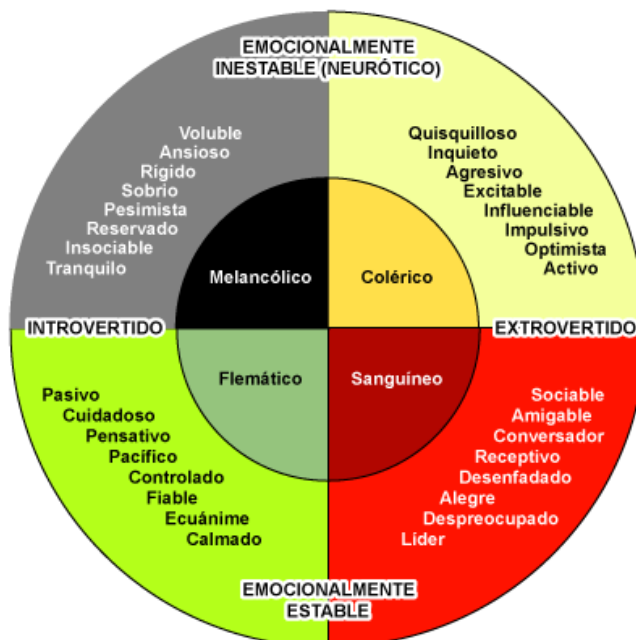 EMOCIONALMENTE
INESTABLE (NEURÓTICO)
Voluble
Ansioso
Rígido
Sobrio
Pesimista
Reservado
Insociable
Tranquilo
Quisquilloso
Inquieto
Agresivo
Excitable
Influenciable
Impulsivo
Optimista
Activo
Melancólico
Colérico
INTROVERTIDO
EXTROVERTIDO
Flemático
Sanguíneo
Pasivo
Cuidadoso
Pensativo
Pacífico
Controlado
Fiable
Ecuánime
Calmado
Sociable
Amigable
Conversador
Receptivo
Desenfadado
Alegre
Despreocupado
Líder
EMOCIONALMENTE
ESTABLE